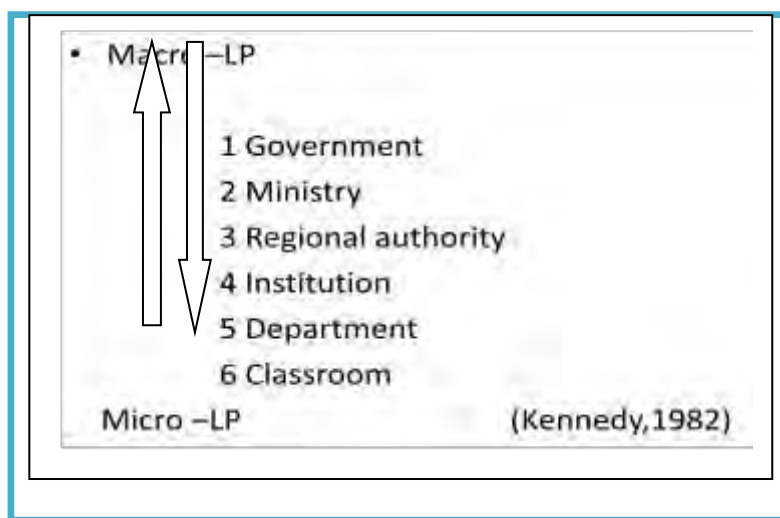 • Macro –LP
1 Government
2 Ministry
3 Regional authority
4 Institution
5 Department
6 Classroom
Micro –LP (Kennedy,1982)